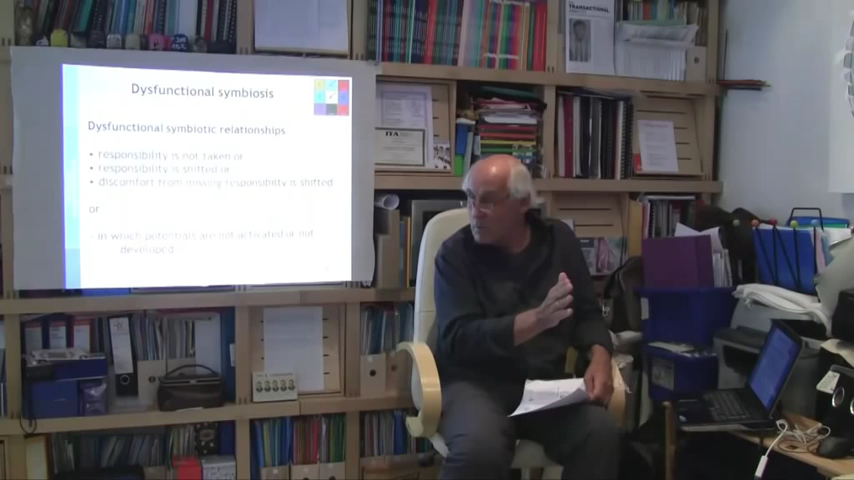 TRANSACTIONAL
Dysfunctional symbiosis
Dysfunctional symbiotic relationships
• responsibility is not taken or
• responsibility is shifted or
• discomfort from missing responsibility is shifted
or
- in which potentials are not activated or not
developed
ITA